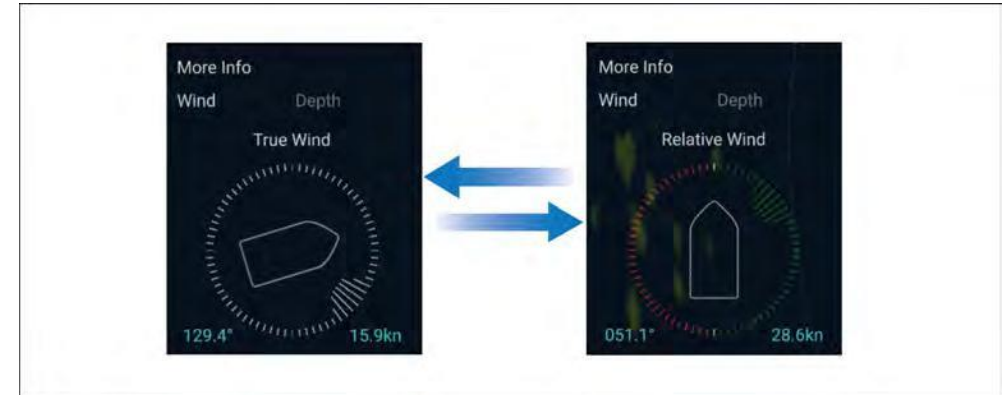 More Info
Wind Depth
True Wind
129.4° 15.9kn
More Info
Wind Depth
Relative Wind
051.1° 28.6kn